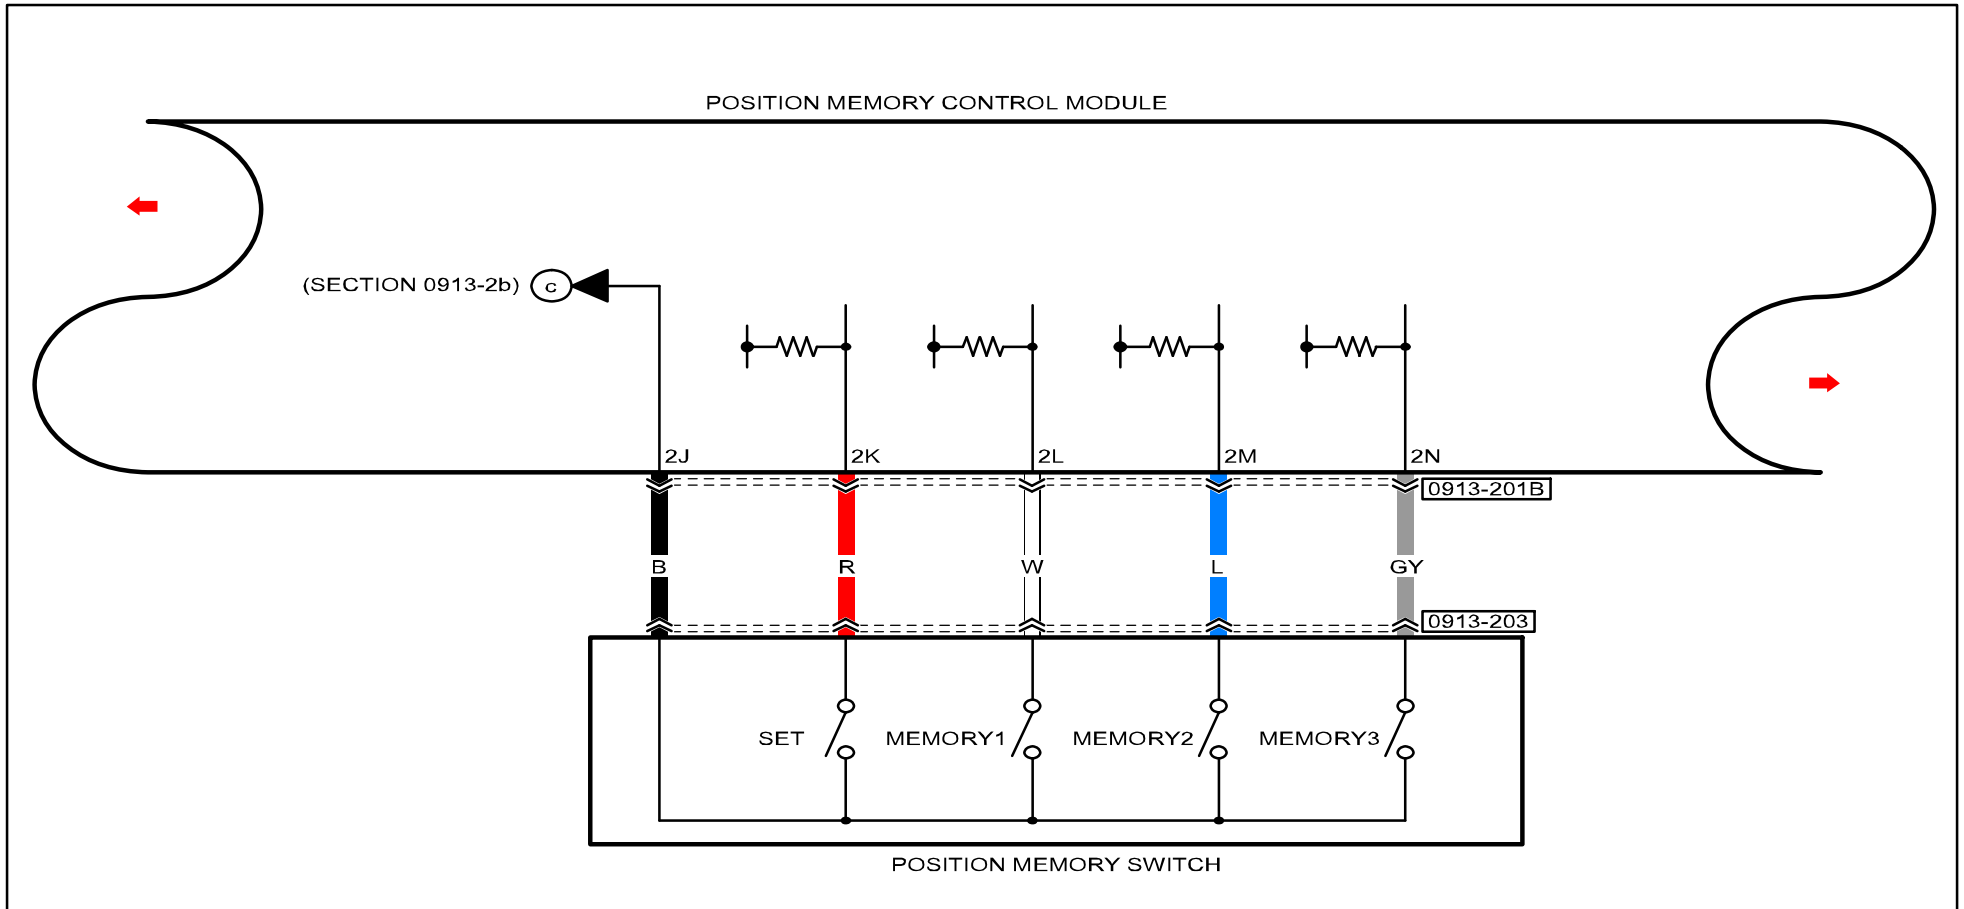 POSITION MEMORY CONTROL MODULE
(SECTION 0913-2b) c
2J 2K 2L 2M 2N
0913-201B
B R W L GY
0913-203
SET MEMORY1 MEMORY2 MEMORY3
POSITION MEMORY SWITCH